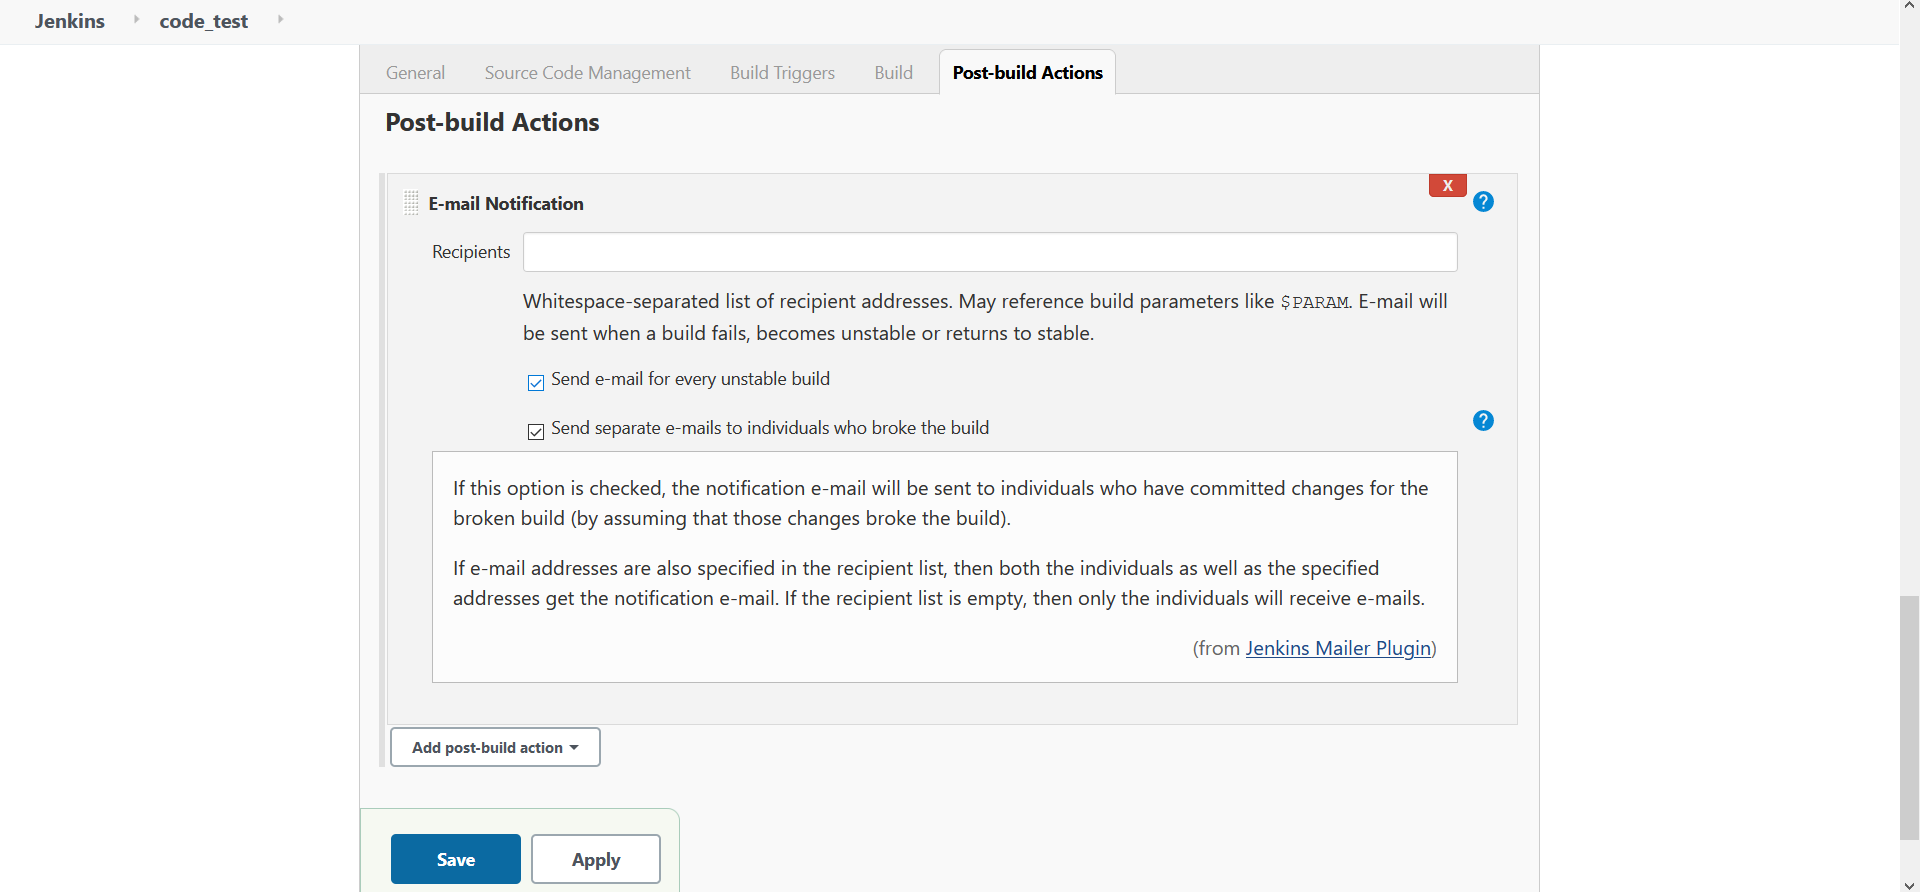 Jenkins code_test
General Source Code Management Build Triggers Build Post-build Actions
Post-build Actions
X
E-mail Notification ?
Recipients
Whitespace-separated list of recipient addresses. May reference build parameters like $PARAM. E-mail will
be sent when a build fails, becomes unstable or returns to stable.
Send e-mail for every unstable build
Send separate e-mails to individuals who broke the build ?
If this option is checked, the notification e-mail will be sent to individuals who have committed changes for the
broken build (by assuming that those changes broke the build).
If e-mail addresses are also specified in the recipient list, then both the individuals as well as the specified
addresses get the notification e-mail. If the recipient list is empty, then only the individuals will receive e-mails.
(from Jenkins Mailer Plugin)
Add post-build action
Save Apply